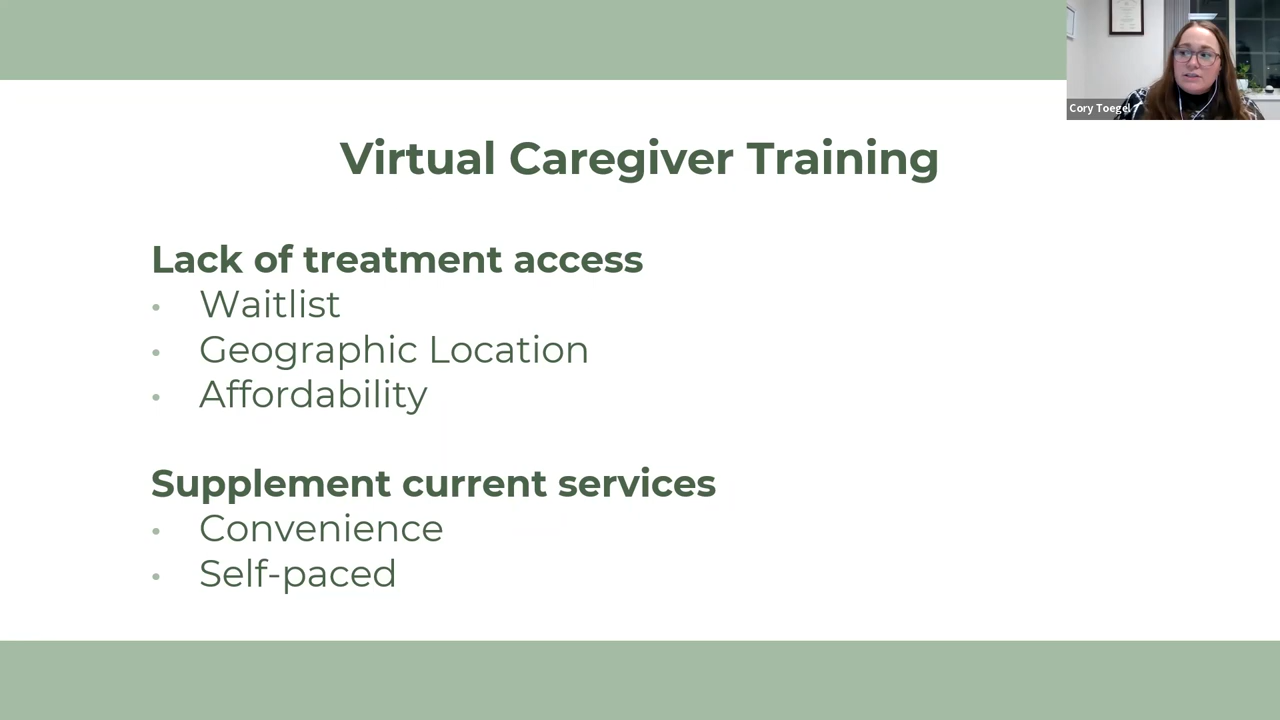 Cory Toegel
Virtual Caregiver Training
Lack of treatment access
• Waitlist
• Geographic Location
• Affordability
Supplement current services
• Convenience
• Self-paced